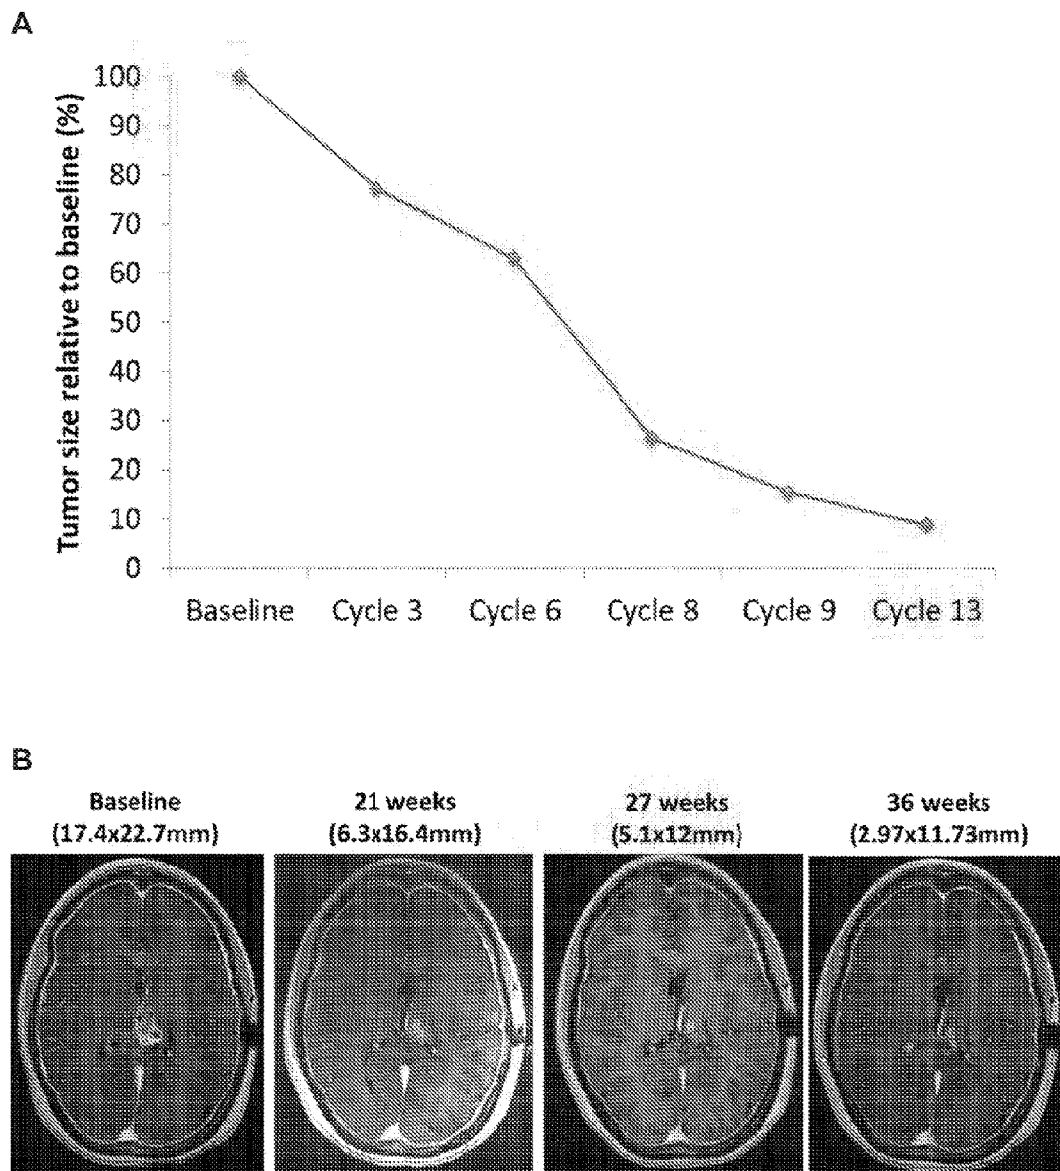 A
Tumor size relative to baseline (%)
100
90
80
70
60
50
40
30
20
10
0
Baseline Cycle 3 Cycle 6 Cycle 8 Cycle 9 Cycle 13
B
Baseline 21 weeks 27 weeks 36 weeks
(17.4x22.7mm) (6.3x16.4mm) (5.1x12mm) (2.97x11.73mm)